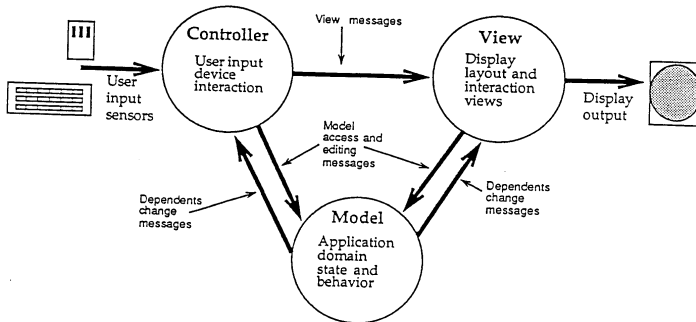 View messages
Controller
User input
device
interaction
View
Display
layout and
interaction
views
User
input
sensors
Display
output
Model
access and
editing
messages
Dependents
change
messages
Dependents
change
messages
Model
Application
domain
state and
behavior